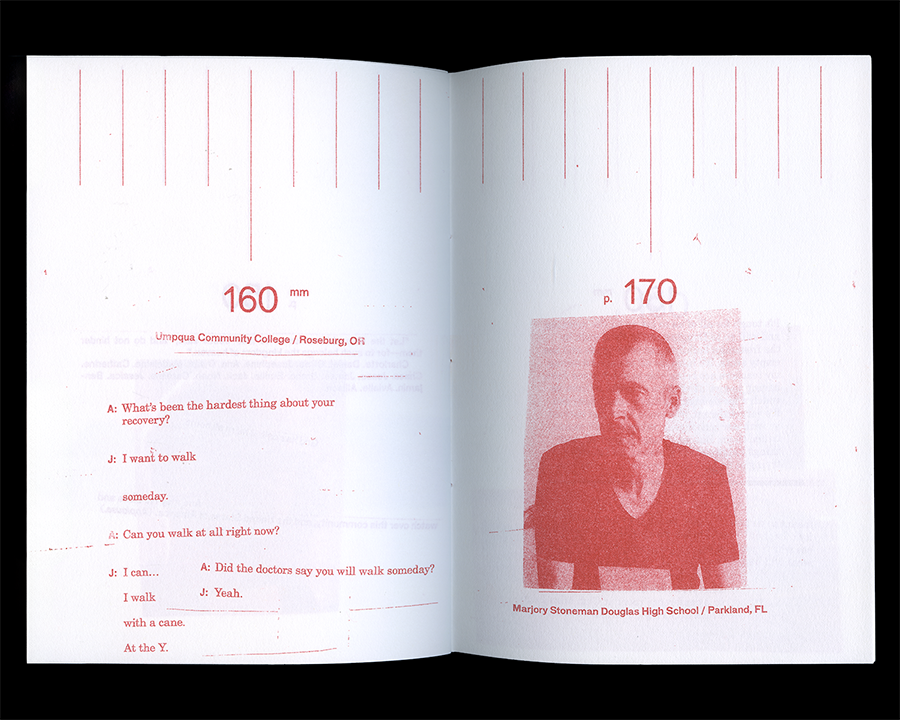 160 mm
Umpqua Community College / Roseburg, OR
A: What's been the hardest thing about your
recovery?
J: I want to walk
someday.
A: Can you walk at all right now?
J: I can...
I walk
with a cane.
At the Y.
A: Did the doctors say you will walk someday?
J: Yeah.
p. 170
Marjory Stoneman Douglas High School / Parkland, FL